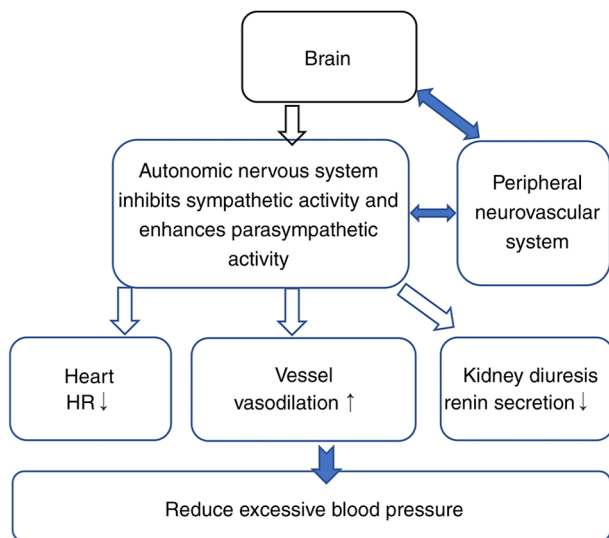 Brain
Autonomic nervous system
inhibits sympathetic activity and
enhances parasympathetic
activity
Peripheral
neurovascular
system
Heart
HR↓
Vessel
vasodilation ↑
Kidney diuresis
renin secretion↓
Reduce excessive blood pressure